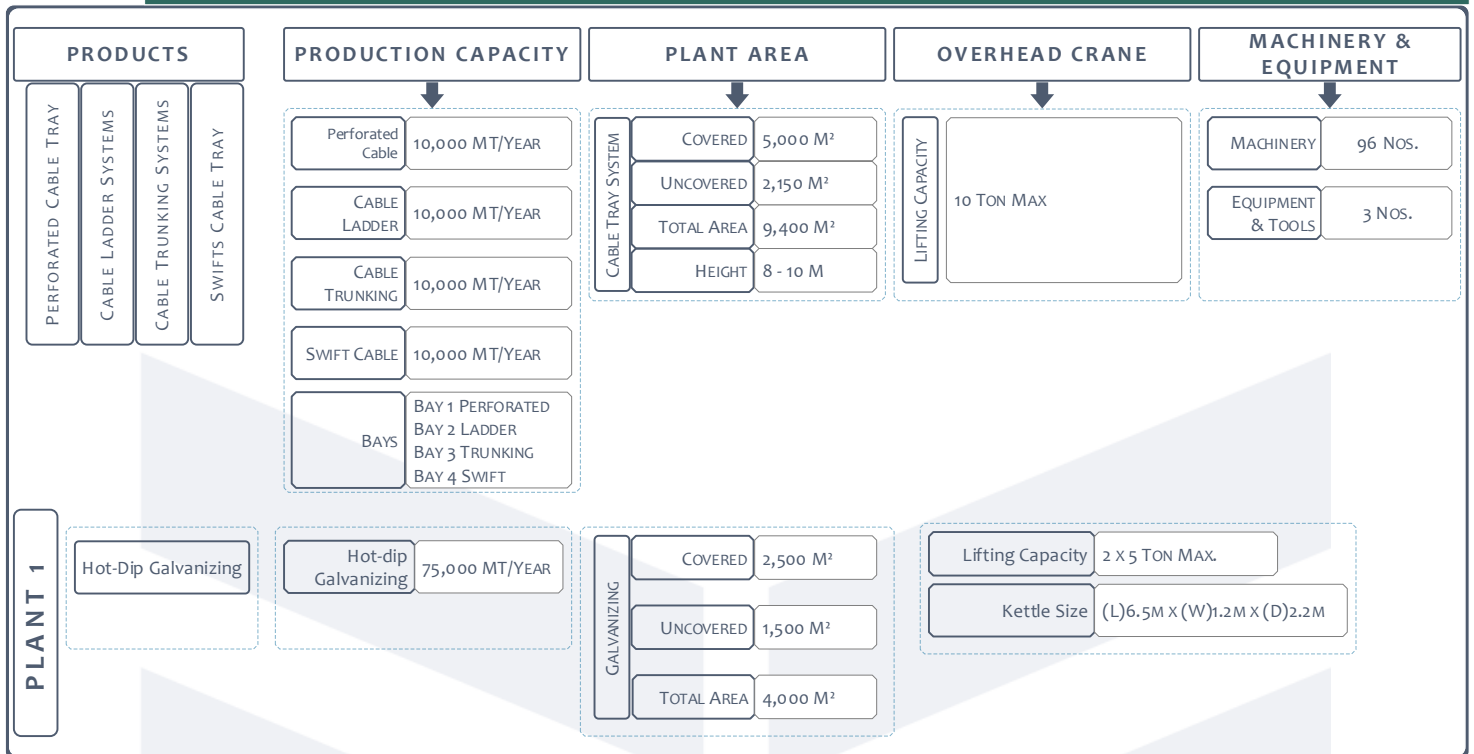 PRODUCTS
PERFORATED CABLE TRAY
CABLE LADDER SYSTEMS
CABLE TRUNKING SYSTEMS
SWIFTS CABLE TRAY
PRODUCTION CAPACITY
Perforated
Cable
10,000 MT/YEAR
CABLE
LADDER
10,000 MT/YEAR
CABLE
TRUNKING
10,000 MT/YEAR
SWIFT CABLE
10,000 MT/YEAR
BAYS
BAY 1 PERFORATED
BAY 2 LADDER
BAY 3 TRUNKING
BAY 4 SWIFT
PLANT AREA
CABLE TRAY SYSTEM
COVERED
5,000 M²
UNCOVERED
2,150 M²
TOTAL AREA
9,400 M²
HEIGHT
8 - 10 M
OVERHEAD CRANE
LIFTING CAPACITY
10 TON MAX
MACHINERY &
EQUIPMENT
MACHINERY
96 NOS.
EQUIPMENT
& TOOLS
3 NOS.
PLANT 1
Hot-Dip Galvanizing
Hot-dip
Galvanizing
75,000 MT/YEAR
GALVANIZING
COVERED
2,500 M²
UNCOVERED
1,500 M²
TOTAL AREA
4,000 M²
Lifting Capacity
2 X 5 TON MAX.
Kettle Size
(L)6.5M X (W)1.2M X (D)2.2M